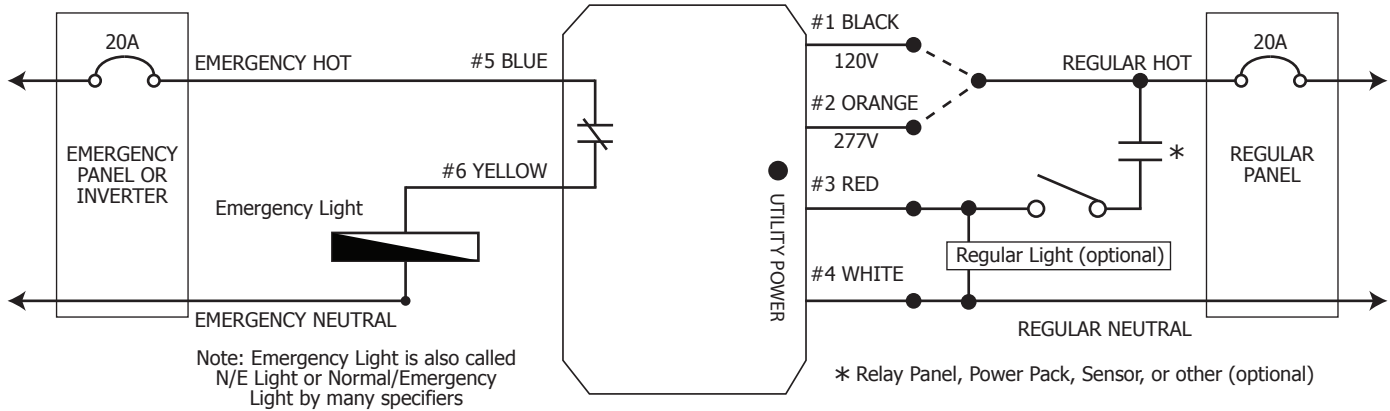 20A
EMERGENCY HOT
#5 BLUE
EMERGENCY
PANEL OR
INVERTER
#6 YELLOW
Emergency Light
EMERGENCY NEUTRAL
Note: Emergency Light is also called
N/E Light or Normal/Emergency
Light by many specifiers
UTILITY POWER
#1 BLACK
120V
#2 ORANGE
277V
#3 RED
#4 WHITE
REGULAR HOT
*
Regular Light (optional)
REGULAR NEUTRAL
20A
REGULAR
PANEL
* Relay Panel, Power Pack, Sensor, or other (optional)